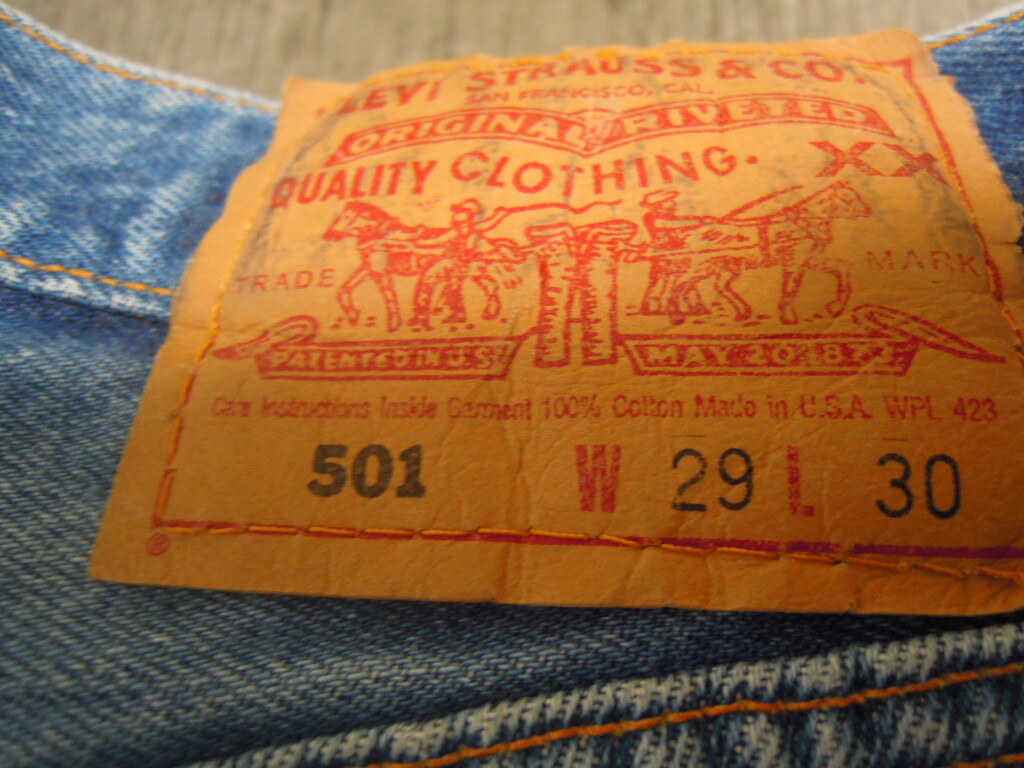 LEVI STRAUSS & CO.
SAN FRANCISCO, CAL.
ORIGINAL RIVETED
QUALITY CLOTHING. XX
TRADE MARK
PATENTED IN U.S. MAY 20 1873
Care Instructions Inside Garment 100% Cotton Made in U.S.A. WPL 423
501 W 29 L 30
®